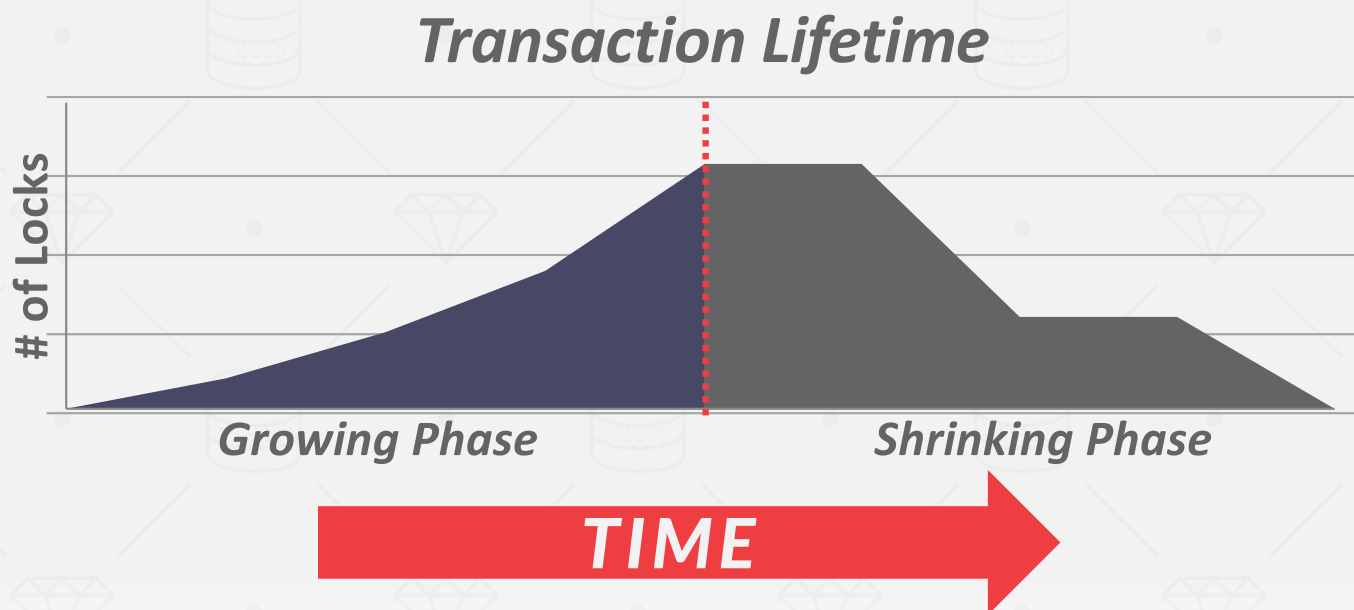 Transaction Lifetime
# of Locks
Growing Phase
Shrinking Phase
TIME